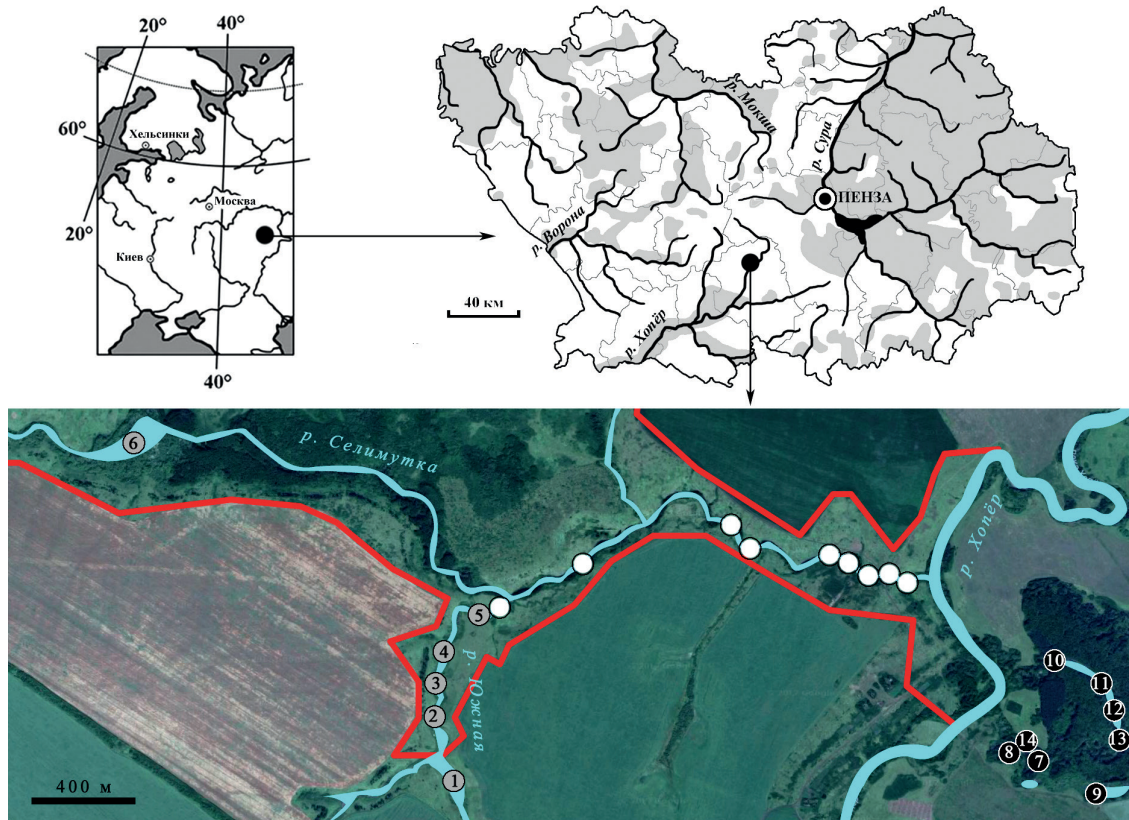 20°
40°
60°
Хельсинки
Москва
20°
Киев
40°
р. Мокша
р. Сура
ПЕНЗА
р. Ворона
40 км
р. Хопёр
6
р. Селимутка
р. Хопёр
5
4
3
2
1
р. Южная
10
11
12
13
14
8
7
9
400 м